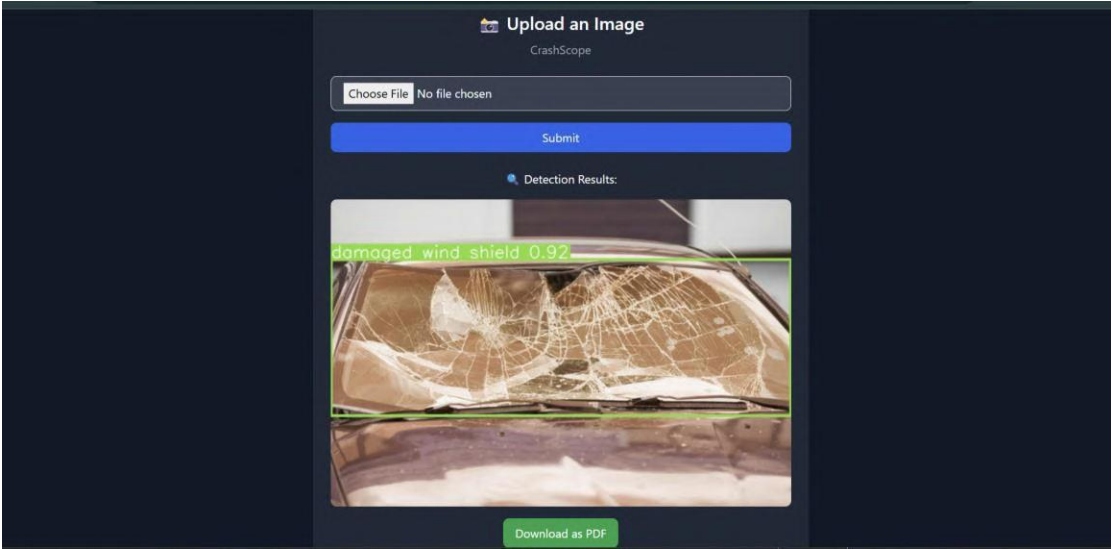 📸 Upload an Image
CrashScope
Choose File No file chosen
Submit
🔍 Detection Results:
damaged wind shield 0.92
Download as PDF